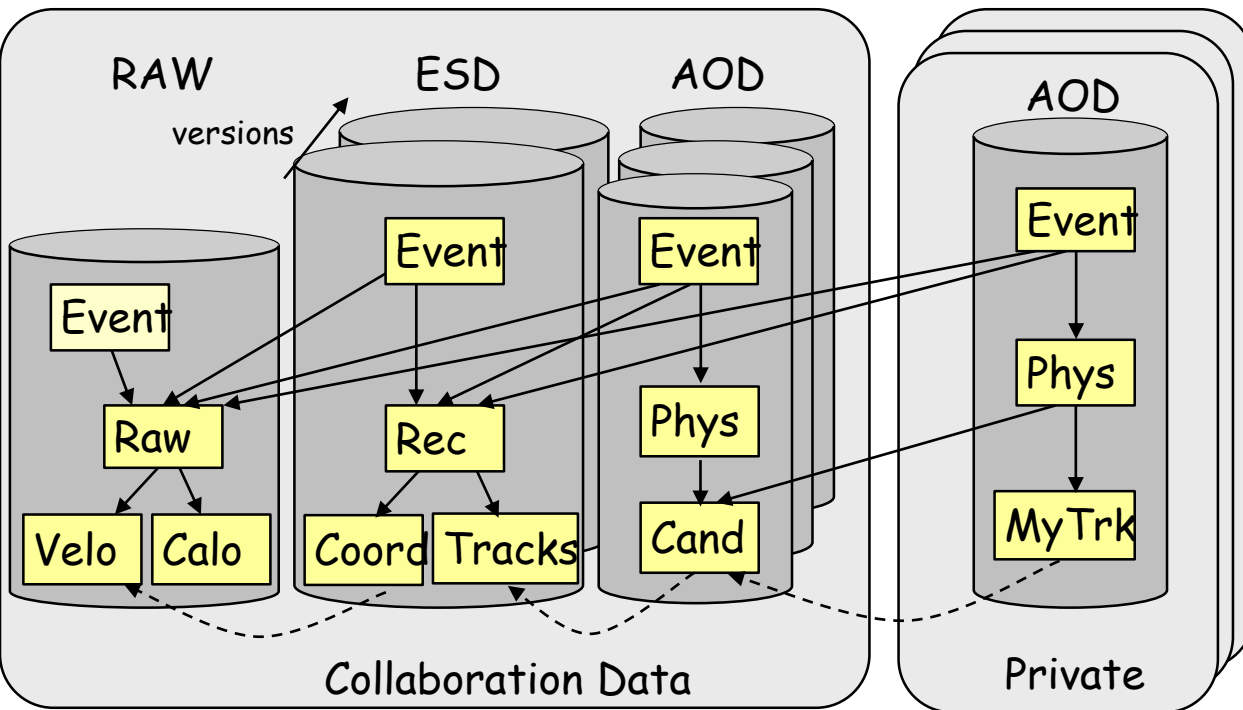 RAW
ESD
AOD
AOD
versions
Event
Event
Event
Event
Raw
Rec
Phys
Phys
Velo
Calo
Coord
Tracks
Cand
MyTrk
Collaboration Data
Private